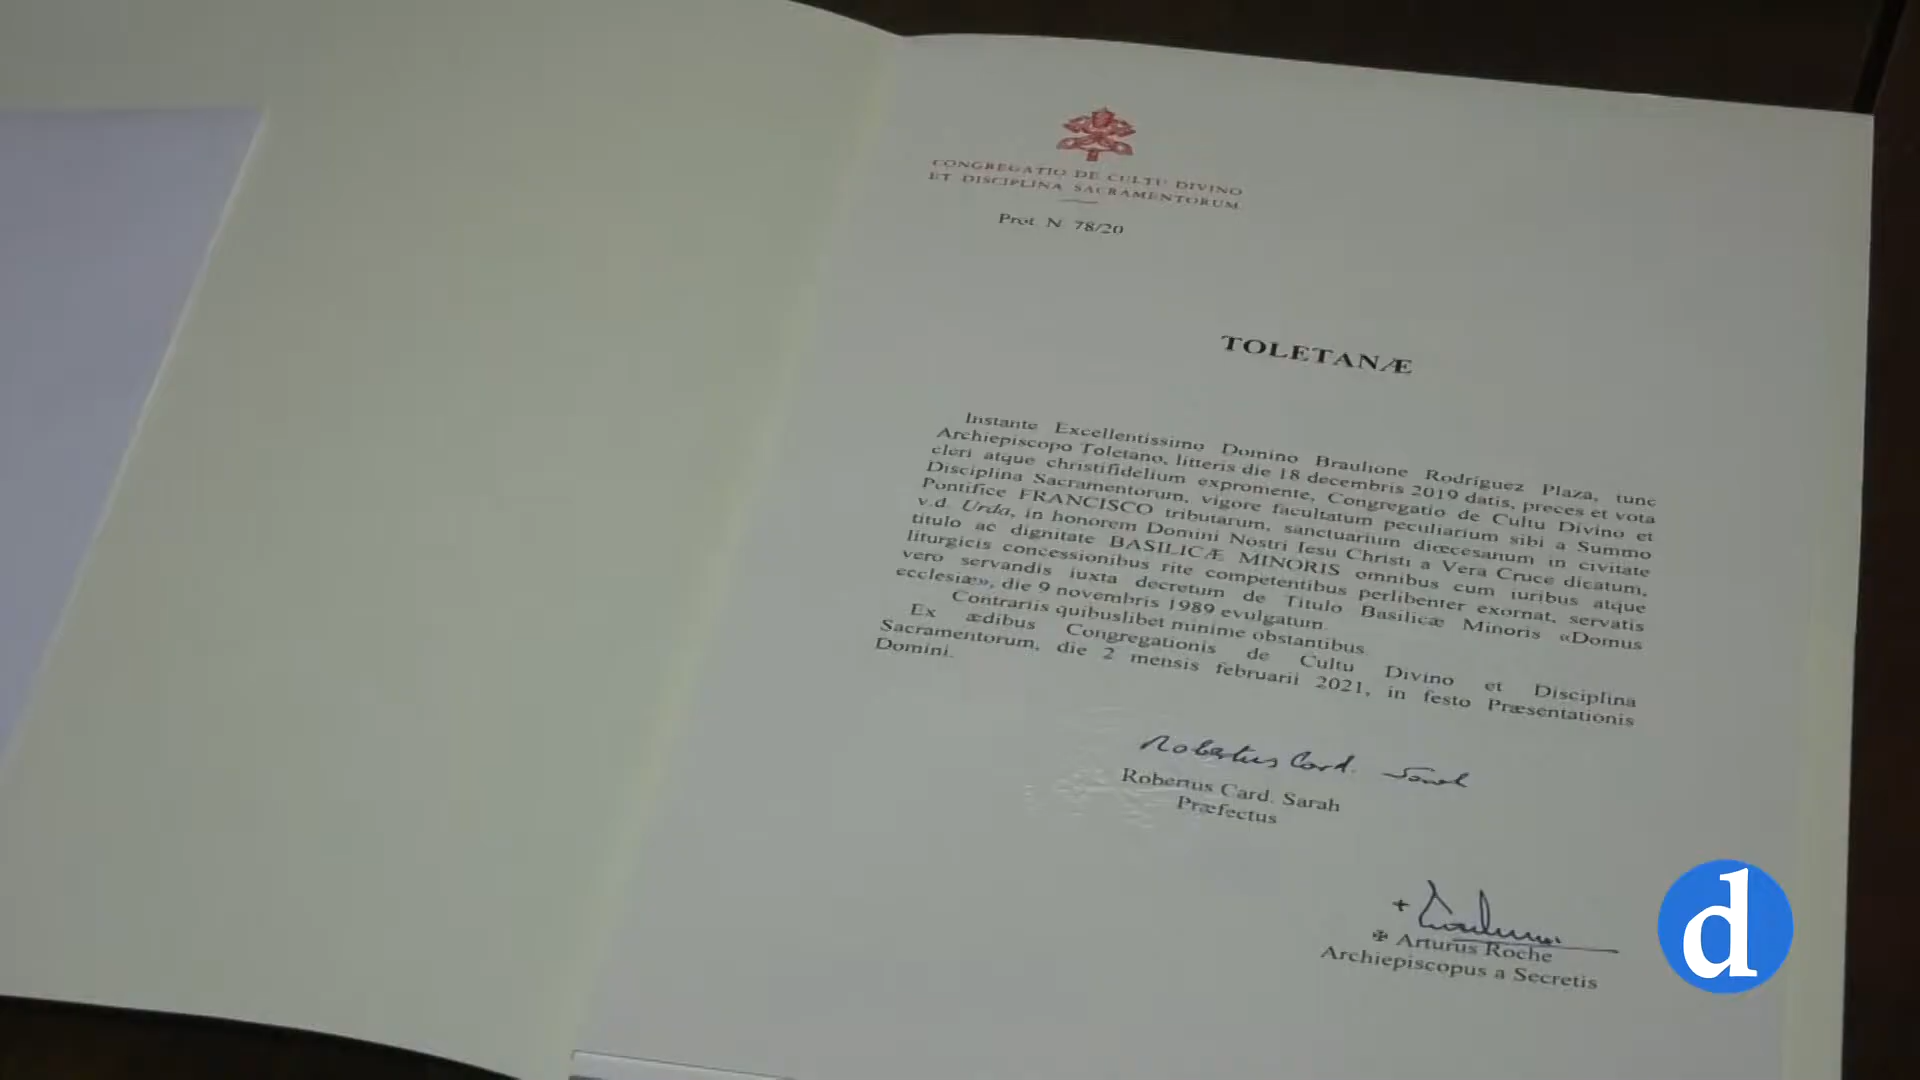 CONGREGATIO DE CULTU DIVINO
ET DISCIPLINA SACRAMENTORUM
Prot. N. 78/20
TOLETANÆ
Instante Excellentissimo Domino Braulione Rodríguez Plaza, tunc
Archiepiscopo Toletano, litteris die 18 decembris 2019 datis, preces et vota
cleri atque christifidelium expromente, Congregatio de Cultu Divino et
Disciplina Sacramentorum, vigore facultatum peculiarium sibi a Summo
Pontifice FRANCISCO tributarum, sanctuarium diœcesanum in civitate
v.d. Urda, in honorem Domini Nostri Iesu Christi a Vera Cruce dicatum,
titulo ac dignitate BASILICÆ MINORIS omnibus cum iuribus atque
liturgicis concessionibus rite competentibus perlibenter exornat, servatis
vero servandis iuxta decretum de Titulo Basilicæ Minoris «Domus
ecclesiæ», die 9 novembris 1989 evulgatum.
Contrariis quibuslibet minime obstantibus.
Ex ædibus Congregationis de Cultu Divino et Disciplina
Sacramentorum, die 2 mensis februarii 2021, in festo Præsentationis
Domini.
Robertus Card. Sarah
Robertus Card. Sarah
Præfectus
✠ Arturus Roche
Archiepiscopus a Secretis
d